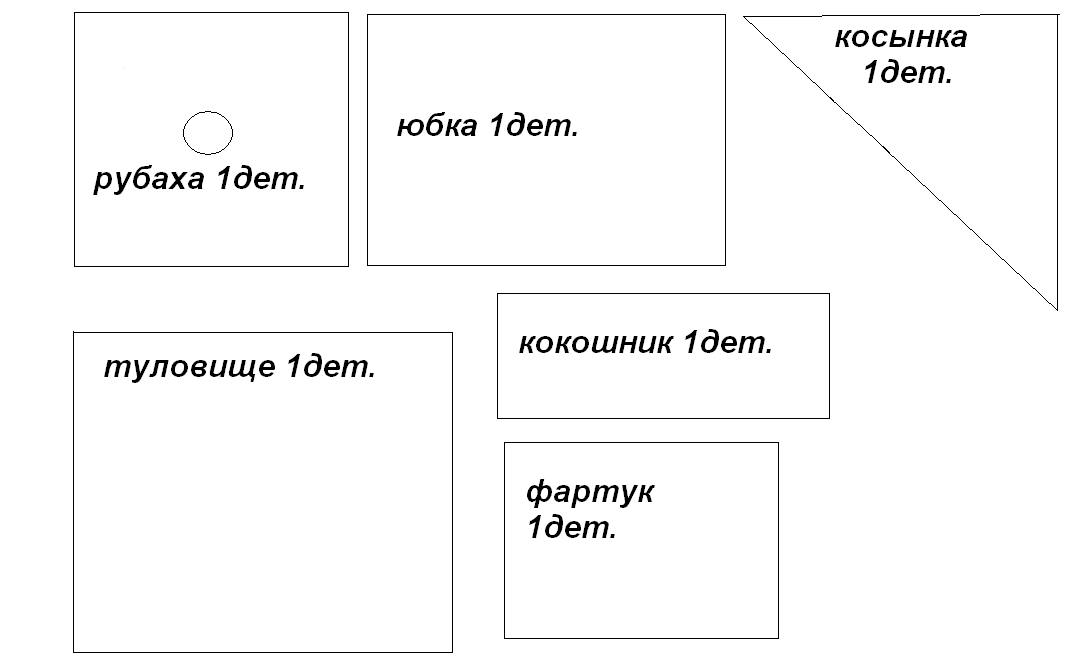 рубаха 1дет.
юбка 1дет.
косынка
1дет.
туловище 1дет.
кокошник 1дет.
фартук
1дет.